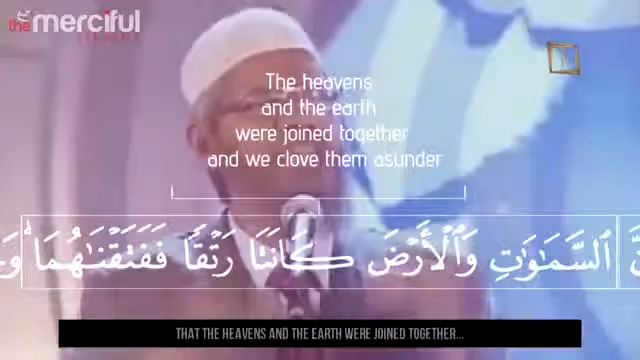 the merciful
The heavens
and the earth
were joined together
and we clove them asunder
ٱلسَّمَـٰوَٰتِ وَٱلْأَرْضَ كَانَتَا رَتْقًا فَفَتَقْنَـٰهُمَا ۖ
THAT THE HEAVENS AND THE EARTH WERE JOINED TOGETHER...